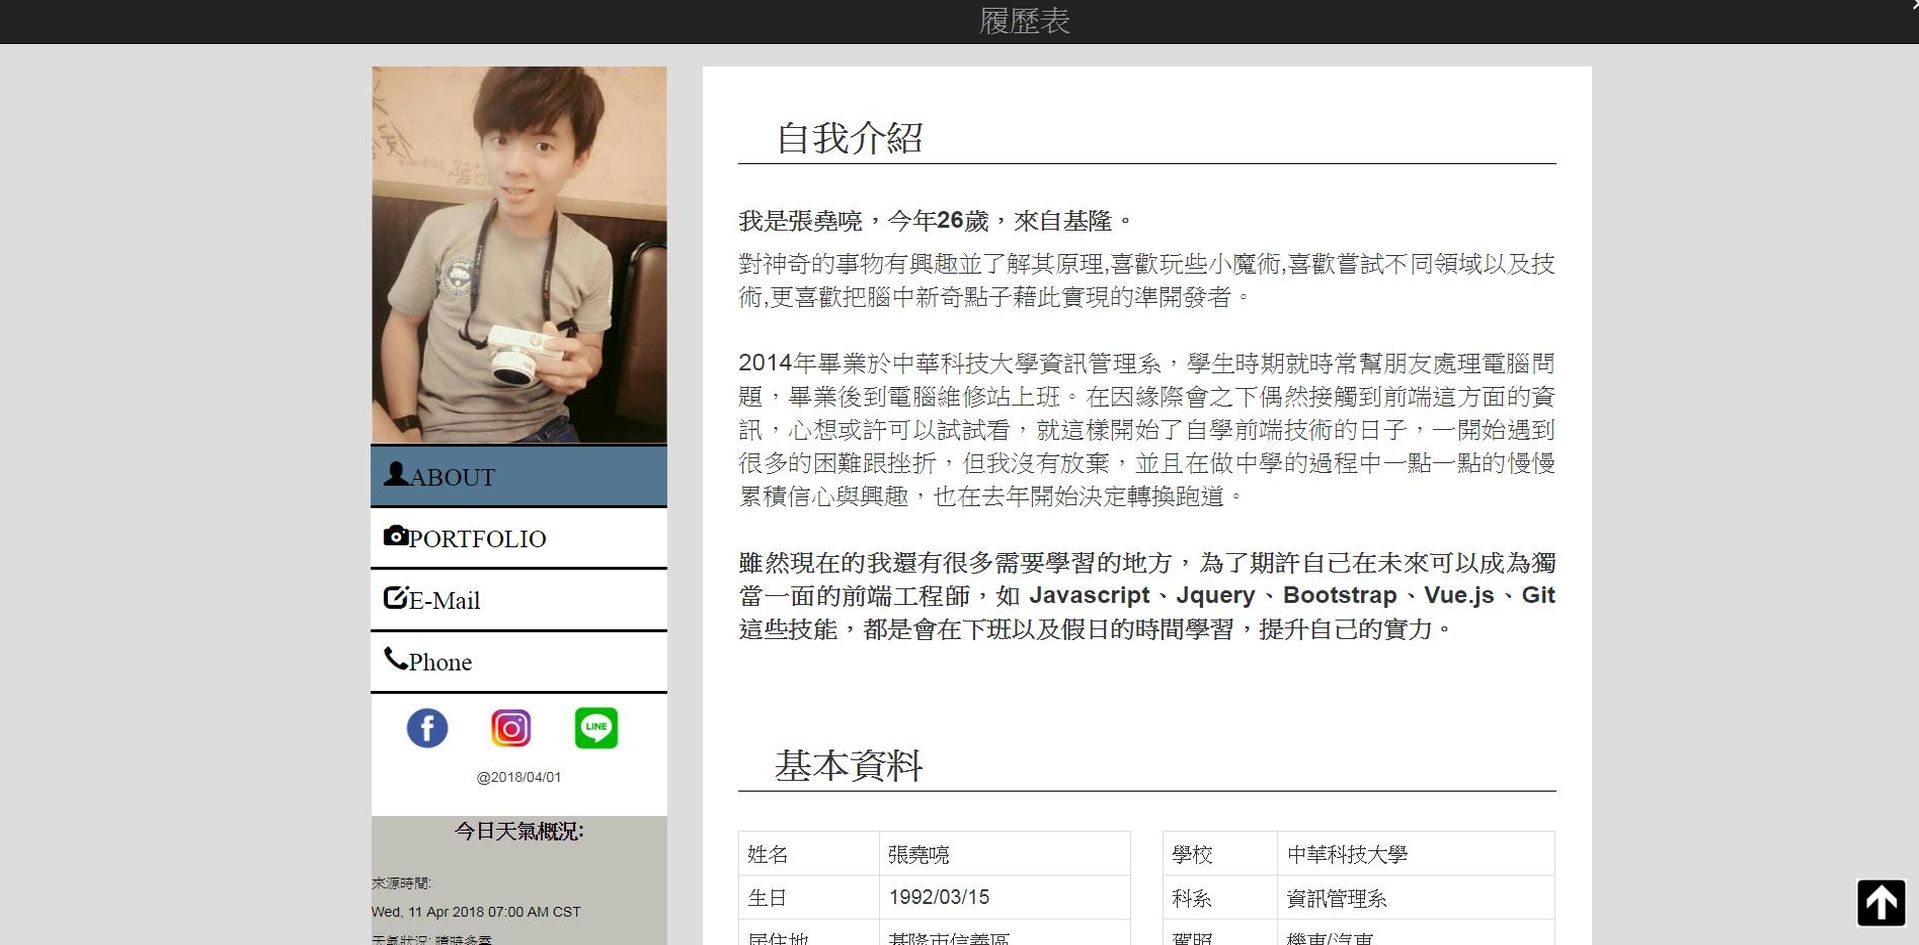 履歷表
ABOUT
PORTFOLIO
E-Mail
Phone
LINE
@2018/04/01
今日天氣概況:
來源時間:
Wed, 11 Apr 2018 07:00 AM CST
天氣狀況: 晴時多雲
自我介紹
我是張堯喨，今年26歲，來自基隆。
對神奇的事物有興趣並了解其原理,喜歡玩些小魔術,喜歡嘗試不同領域以及技
術,更喜歡把腦中新奇點子藉此實現的準開發者。
2014年畢業於中華科技大學資訊管理系，學生時期就時常幫朋友處理電腦問
題，畢業後到電腦維修站上班。在因緣際會之下偶然接觸到前端這方面的資
訊，心想或許可以試試看，就這樣開始了自學前端技術的日子，一開始遇到
很多的困難跟挫折，但我沒有放棄，並且在做中學的過程中一點一點的慢慢
累積信心與興趣，也在去年開始決定轉換跑道。
雖然現在的我還有很多需要學習的地方，為了期許自己在未來可以成為獨
當一面的前端工程師，如 Javascript、Jquery、Bootstrap、Vue.js、Git
這些技能，都是會在下班以及假日的時間學習，提升自己的實力。
基本資料
姓名 張堯喨 學校 中華科技大學
生日 1992/03/15 科系 資訊管理系
居住地 基隆市信義區 駕照 機車/汽車